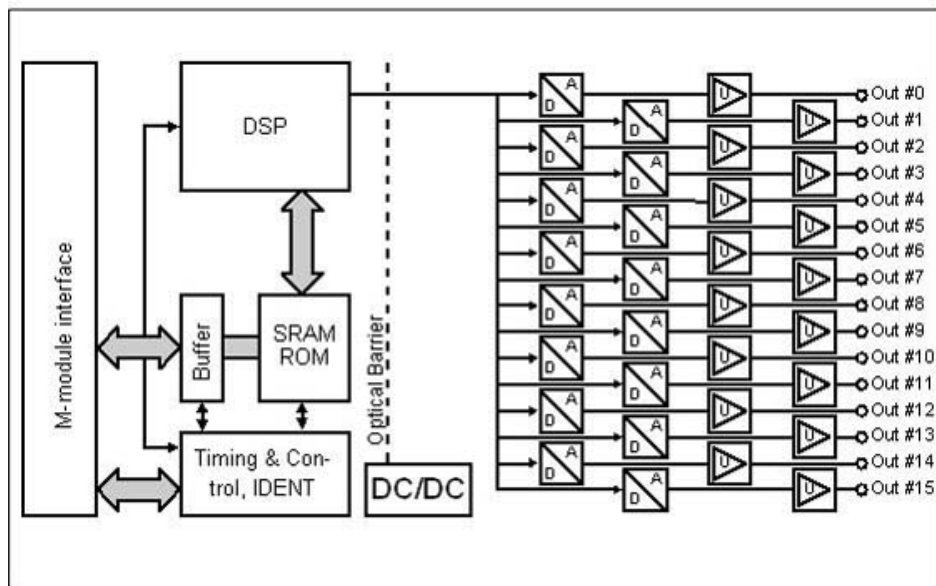 M-module interface
DSP
Buffer
SRAM
ROM
Timing & Con-
trol, IDENT
Optical Barrier
DC/DC
D A U Out #0
D A U Out #1
D A U Out #2
D A U Out #3
D A U Out #4
D A U Out #5
D A U Out #6
D A U Out #7
D A U Out #8
D A U Out #9
D A U Out #10
D A U Out #11
D A U Out #12
D A U Out #13
D A U Out #14
D A U Out #15